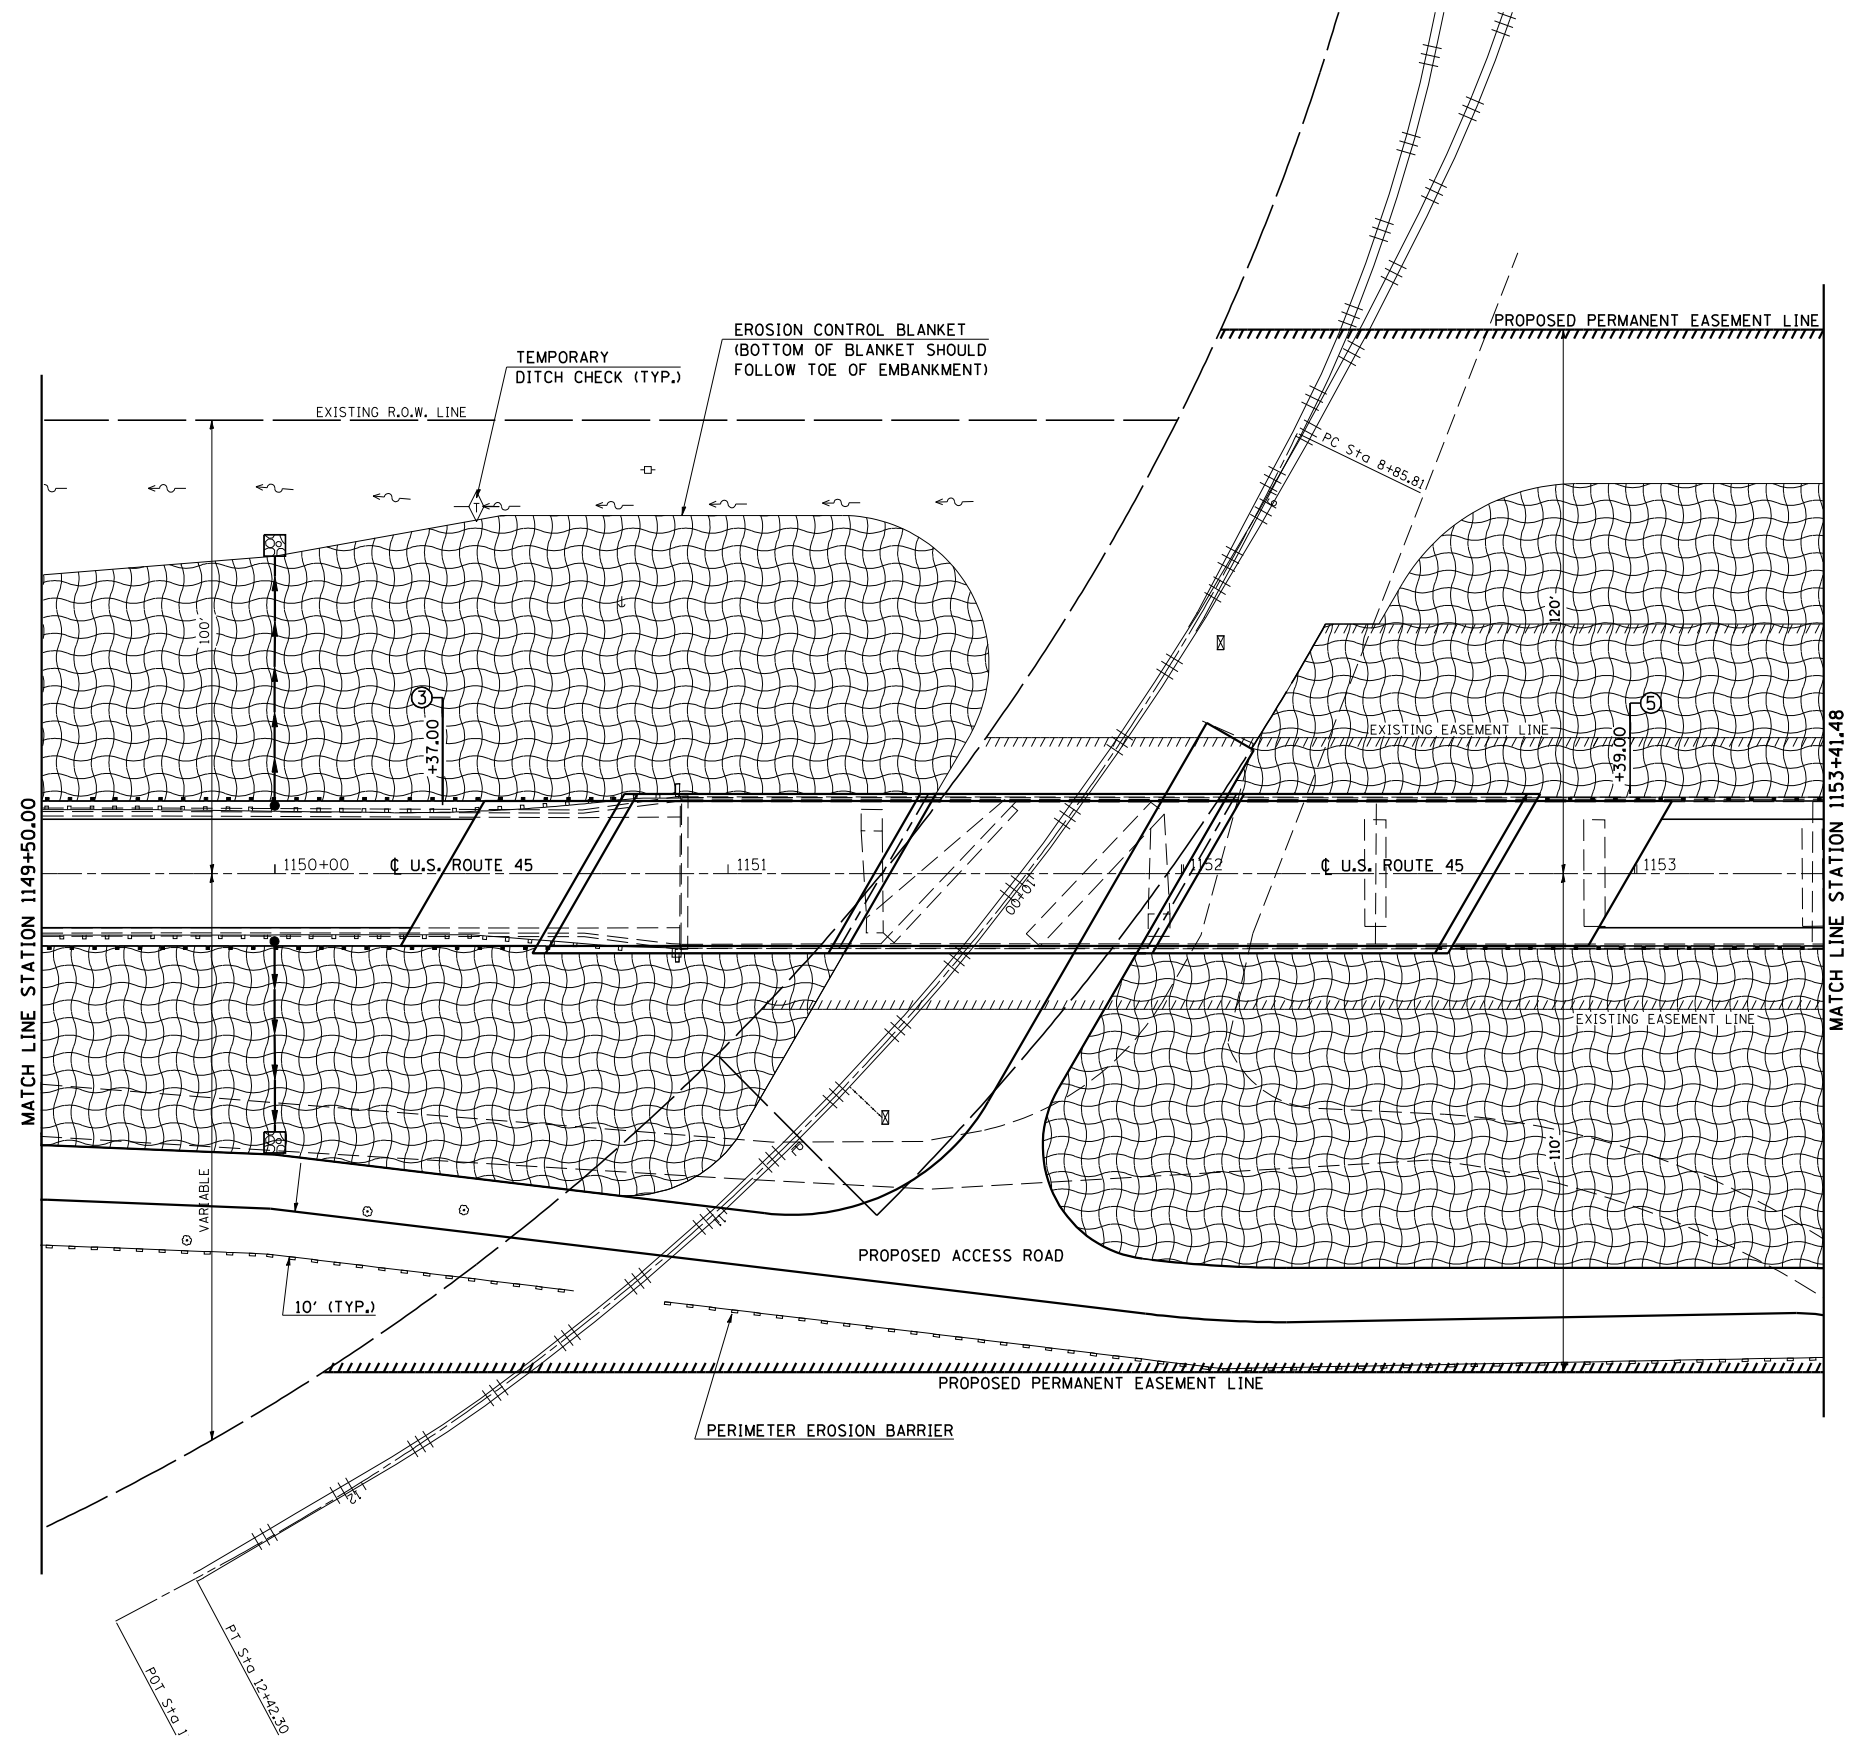 PROPOSED PERMANENT EASEMENT LINE
EROSION CONTROL BLANKET
(BOTTOM OF BLANKET SHOULD
FOLLOW TOE OF EMBANKMENT)
TEMPORARY
DITCH CHECK (TYP.)
EXISTING R.O.W. LINE
PC Sta 8+85.81
T
9
100'
120'
3
+37.00
5
+39.00
EXISTING EASEMENT LINE
MATCH LINE STATION 1149+50.00
MATCH LINE STATION 1153+41.48
1150+00
℄ U.S. ROUTE 45
1151
1152
℄ U.S. ROUTE 45
1153
10+00
EXISTING EASEMENT LINE
110'
VARIABLE
PROPOSED ACCESS ROAD
10' (TYP.)
PROPOSED PERMANENT EASEMENT LINE
PERIMETER EROSION BARRIER
12
PT Sta 12+42.30
POT Sta 1